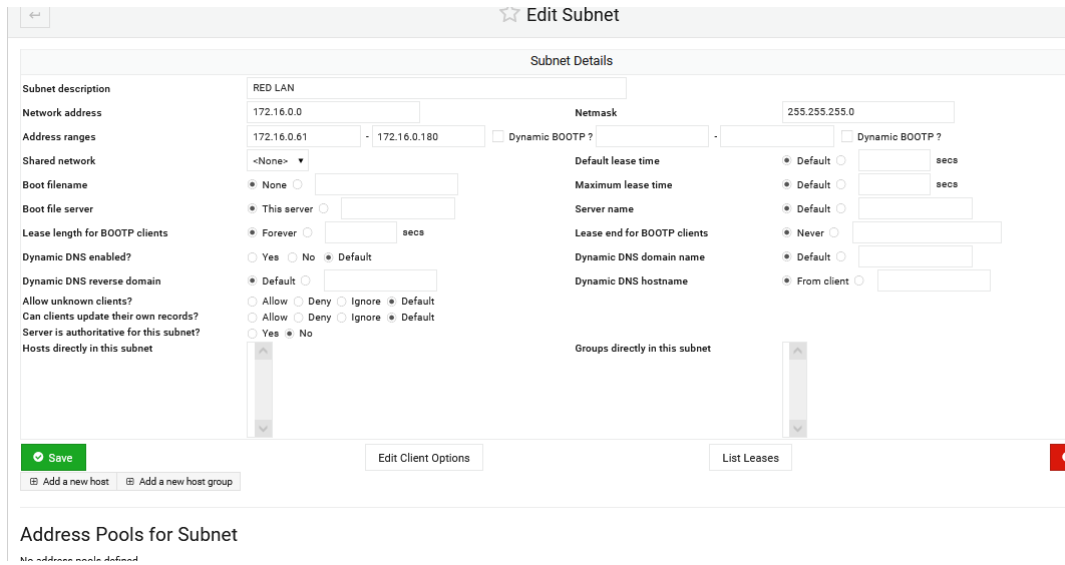 Edit Subnet
Subnet Details
Subnet description RED LAN
Network address 172.16.0.0 Netmask 255.255.255.0
Address ranges 172.16.0.61 - 172.16.0.180 Dynamic BOOTP ? - Dynamic BOOTP ?
Shared network <None> Default lease time Default secs
Boot filename None Maximum lease time Default secs
Boot file server This server Server name Default
Lease length for BOOTP clients Forever secs Lease end for BOOTP clients Never
Dynamic DNS enabled? Yes No Default Dynamic DNS domain name Default
Dynamic DNS reverse domain Default Dynamic DNS hostname From client
Allow unknown clients? Allow Deny Ignore Default
Can clients update their own records? Allow Deny Ignore Default
Server is authoritative for this subnet? Yes No
Hosts directly in this subnet Groups directly in this subnet
Save Edit Client Options List Leases
Add a new host Add a new host group
Address Pools for Subnet
No address pools defined